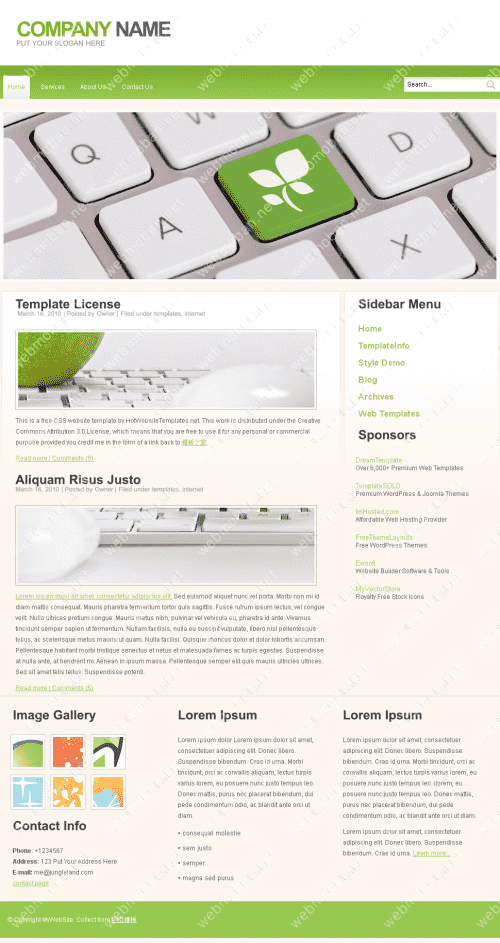 COMPANY NAME
PUT YOUR SLOGAN HERE
Home Services About Us Contact Us Search...
Q
D
A
X
Template License
March 16, 2010 | Posted by Owner | Filed under templates, internet
This is a free CSS website template by HotWebsiteTemplates.net. This work is distributed under the Creative
Commons Attribution 3.0 License, which means that you are free to use it for any personal or commercial
purpose provided you credit me in the form of a link back to 模板之家
Read more | Comments (5)
Aliquam Risus Justo
March 16, 2010 | Posted by Owner | Filed under templates, internet
Lorem ipsum dolor sit amet, consectetur adipiscing elit. Sed euismod aliquet nunc vel porta. Morbi non mi id
diam mattis consequat. Mauris pharetra fermentum tortor quis sagittis. Fusce rutrum ipsum lectus, vel congue
velit. Nulla ultrices pretium congue. Mauris metus nibh, pulvinar vel vehicula eu, pharetra id ante. Vivamus
tincidunt semper sapien ut fermentum. Nullam facilisis, nulla eu suscipit vulputate, libero nisl pellentesque
tellus, ac scelerisque metus mauris ut quam. Nulla facilisi. Quisque rhoncus dolor et dolor lobortis accumsan.
Pellentesque habitant morbi tristique senectus et netus et malesuada fames ac turpis egestas. Suspendisse
at nulla ante, at hendrerit mi. Aenean in ipsum massa. Pellentesque semper elit quis mauris ultricies ultrices.
Sed sit amet felis tellus. Suspendisse potenti.
Read more | Comments (5)
Sidebar Menu
Home
TemplateInfo
Style Demo
Blog
Archives
Web Templates
Sponsors
DreamTemplate
Over 6,000+ Premium Web Templates
TemplateSOLD
Premium WordPress & Joomla Themes
ImHosted.com
Affordable Web Hosting Provider
FreeThemeLayouts
Free WordPress Themes
Evrsoft
Website Builder Software & Tools
MyVectorStore
Royalty Free Stock Icons
Image Gallery
Contact Info
Phone: +1234567
Address: 123 Put Your Address Here
E-mail: me@jungleland.com
contact page
Lorem Ipsum
Lorem ipsum dolor Lorem ipsum dolor sit amet,
consectetuer adipiscing elit. Donec libero.
Suspendisse bibendum. Cras id urna. Morbi
tincidunt, orci ac convallis aliquam, lectus turpis
varius lorem, eu posuere nunc justo tempus leo.
Donec mattis, purus nec placerat bibendum, dui
pede condimentum odio, ac blandit ante orci ut
diam.
• consequat molestie
• sem justo
• semper
• magna sed purus
Lorem Ipsum
Lorem ipsum dolor sit amet, consectetuer
adipiscing elit. Donec libero. Suspendisse
bibendum. Cras id urna. Morbi tincidunt, orci ac
convallis aliquam, lectus turpis varius lorem, eu
posuere nunc justo tempus leo. Donec mattis,
purus nec placerat bibendum, dui pede
condimentum odio, ac blandit ante orci ut diam.
Lorem ipsum dolor sit amet, consectetuer
adipiscing elit. Donec libero. Suspendisse
bibendum. Cras id urna. Learn more...
© Copyright MyWebSite. Collect from